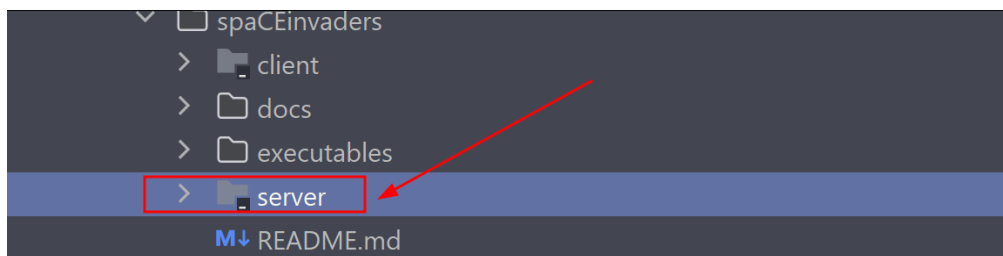 spaCEinvaders
client
docs
executables
server
M↓ README.md